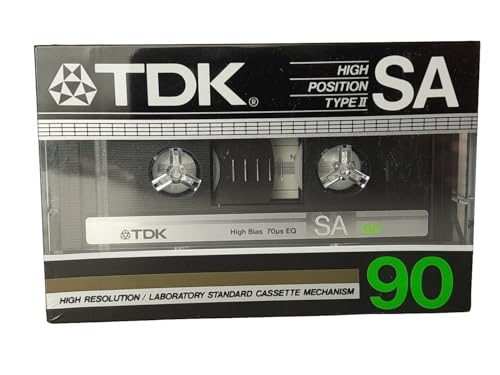 TDK®
HIGH
POSITION
TYPE II
SA
N
TDK
High Bias 70µs EQ
SA
90
HIGH RESOLUTION / LABORATORY STANDARD CASSETTE MECHANISM
90